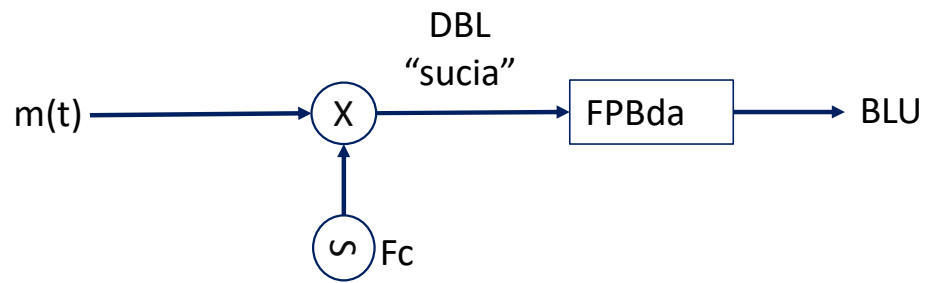 DBL
“sucia”
m(t)
X
FPBda
BLU
Fc